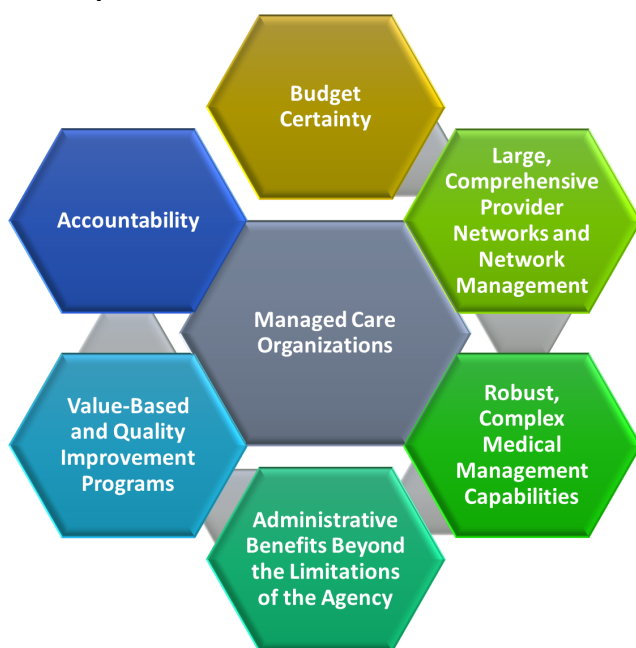 Budget
Certainty
Large,
Comprehensive
Provider
Networks and
Network
Management
Accountability
Managed Care
Organizations
Robust,
Complex
Medical
Management
Capabilities
Value-Based
and Quality
Improvement
Programs
Administrative
Benefits Beyond
the Limitations
of the Agency